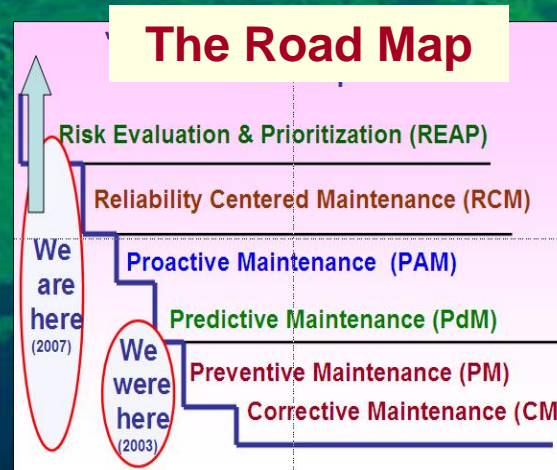 The Road Map
Risk Evaluation & Prioritization (REAP)
Reliability Centered Maintenance (RCM)
We
are
here
(2007)
Proactive Maintenance (PAM)
Predictive Maintenance (PdM)
We
were
here
(2003)
Preventive Maintenance (PM)
Corrective Maintenance (CM